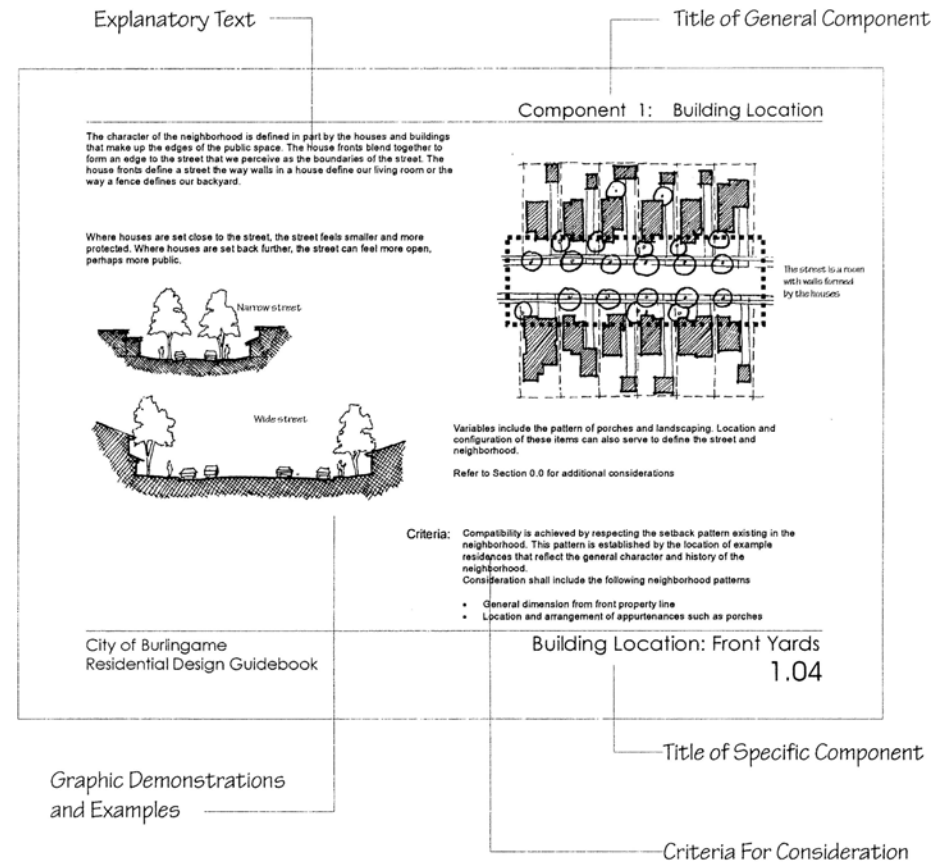 Explanatory Text
Title of General Component
Component 1: Building Location
The character of the neighborhood is defined in part by the houses and buildings
that make up the edges of the public space. The House fronts blend together to
form an edge to the street that we perceive as the boundaries of the street. The
house fronts define a street the way walls in a house define our living room or the
way a fence defines our backyard.
Where houses are set close to the street, the street feels smaller and more
protected. Where houses are set back further, the street can feel more open,
perhaps more public.
The street is a room
with walls formed
by the houses
Narrow street
Wide street
Variables include the pattern of porches and landscaping. Location and
configuration of these items can also serve to define the street and
neighborhood.
Refer to Section 0.0 for additional considerations
Criteria: Compatibility is achieved by respecting the setback pattern existing in the
neighborhood. This pattern is established by the location of example
residences that reflect the general character and history of the
neighborhood.
Consideration shall include the following neighborhood patterns
• General dimension from front property line
• Location and arrangement of appurtenances such as porches
City of Burlingame
Residential Design Guidebook
Building Location: Front Yards
1.04
Title of Specific Component
Graphic Demonstrations
and Examples
Criteria For Consideration